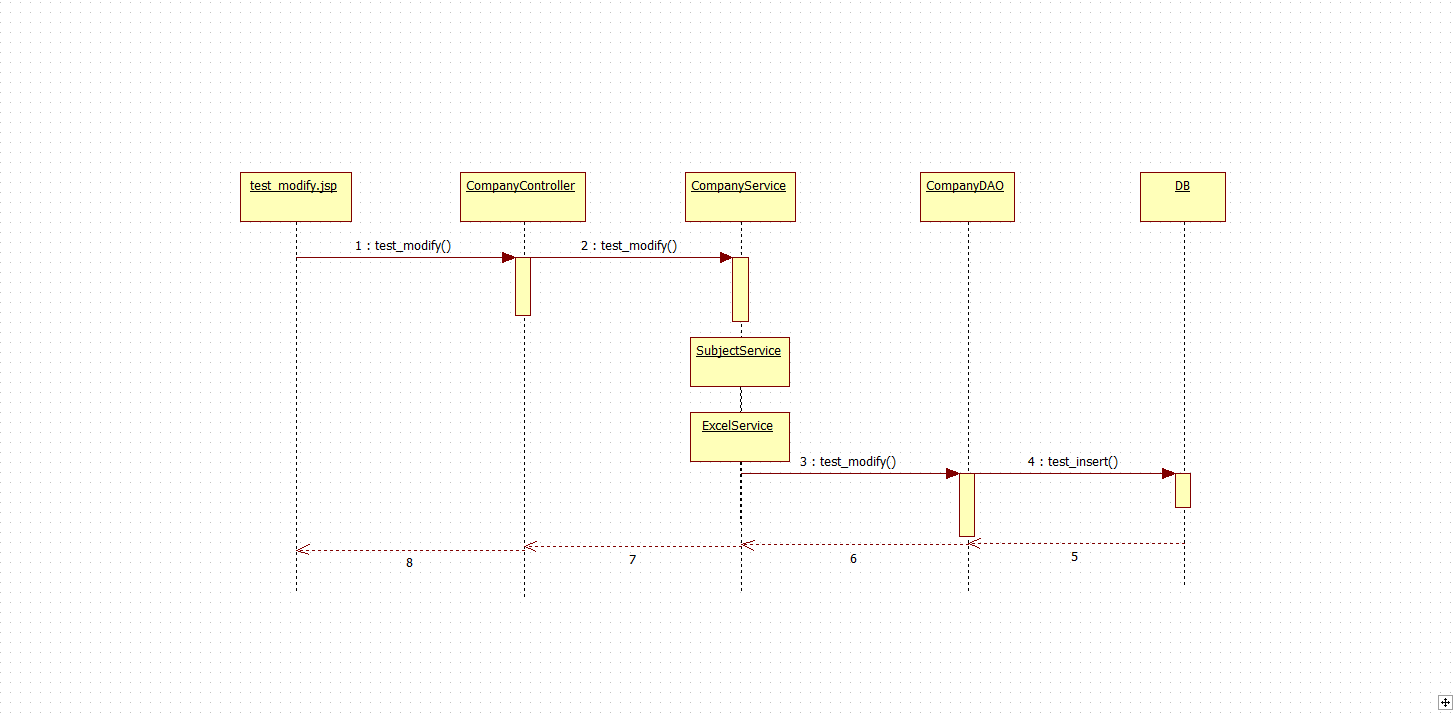 test_modify.jsp
CompanyController
CompanyService
CompanyDAO
DB
1 : test_modify()
2 : test_modify()
SubjectService
ExcelService
3 : test_modify()
4 : test_insert()
8
7
6
5